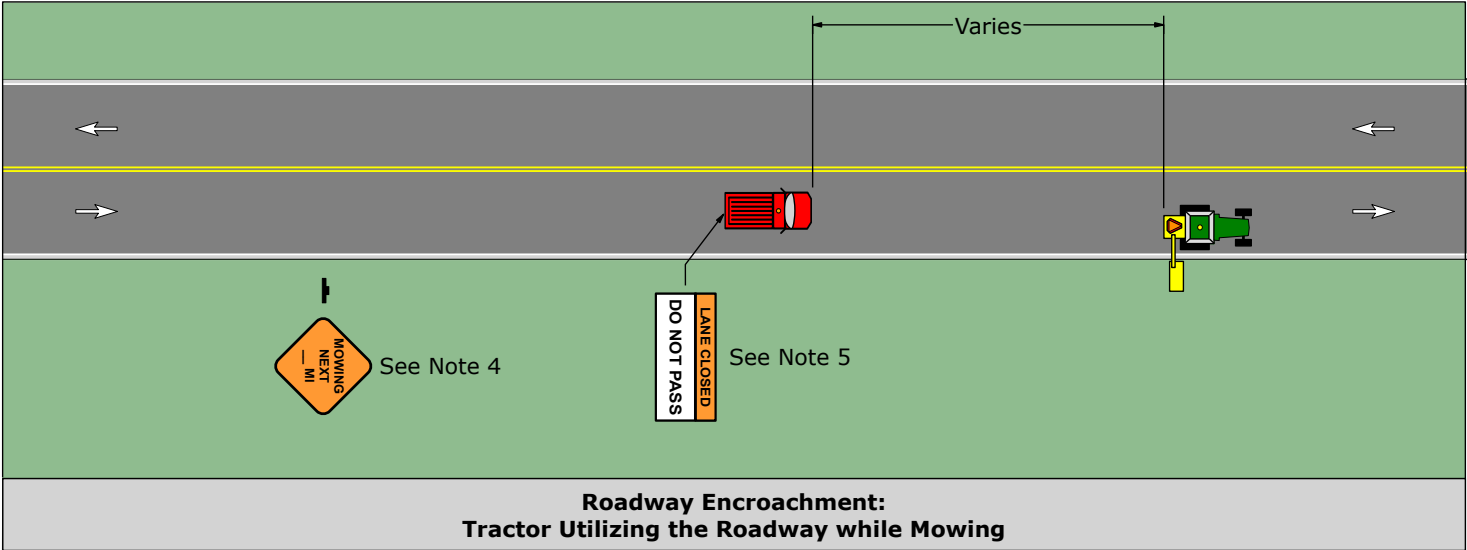 Varies
MOWING
NEXT
__ MI
See Note 4
LANE CLOSED
DO NOT PASS
See Note 5
Roadway Encroachment:
Tractor Utilizing the Roadway while Mowing